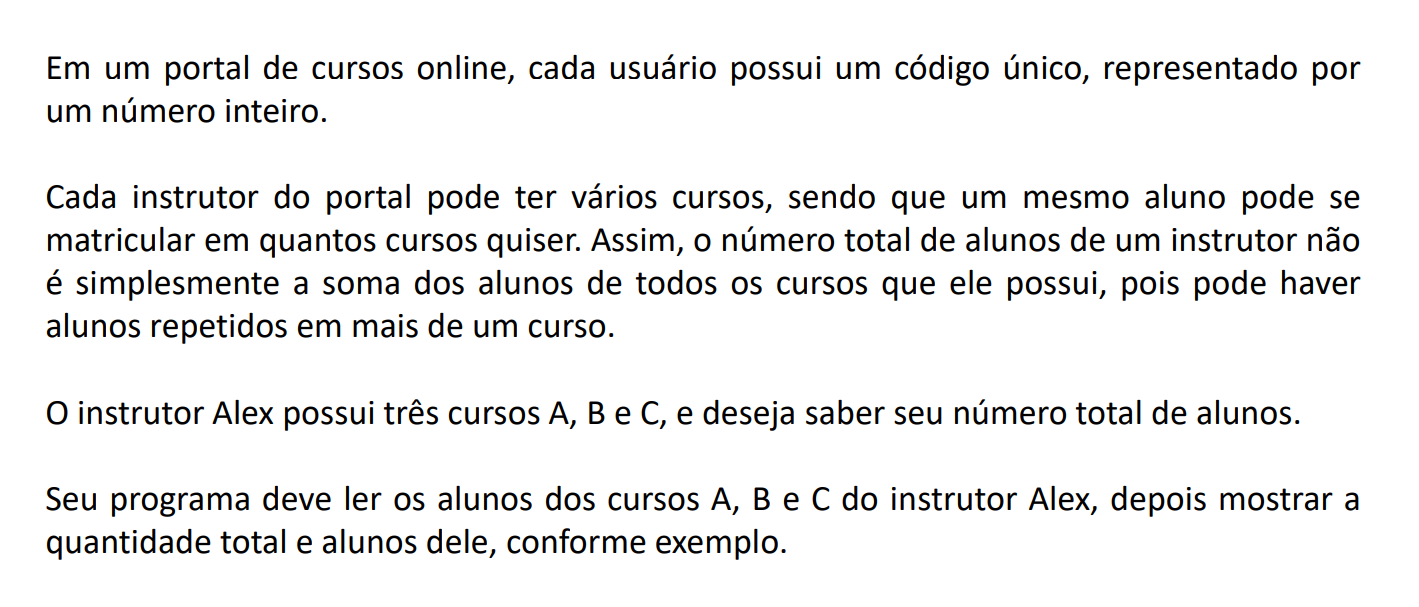 Em um portal de cursos online, cada usuário possui um código único, representado por
um número inteiro.
Cada instrutor do portal pode ter vários cursos, sendo que um mesmo aluno pode se
matricular em quantos cursos quiser. Assim, o número total de alunos de um instrutor não
é simplesmente a soma dos alunos de todos os cursos que ele possui, pois pode haver
alunos repetidos em mais de um curso.
O instrutor Alex possui três cursos A, B e C, e deseja saber seu número total de alunos.
Seu programa deve ler os alunos dos cursos A, B e C do instrutor Alex, depois mostrar a
quantidade total e alunos dele, conforme exemplo.